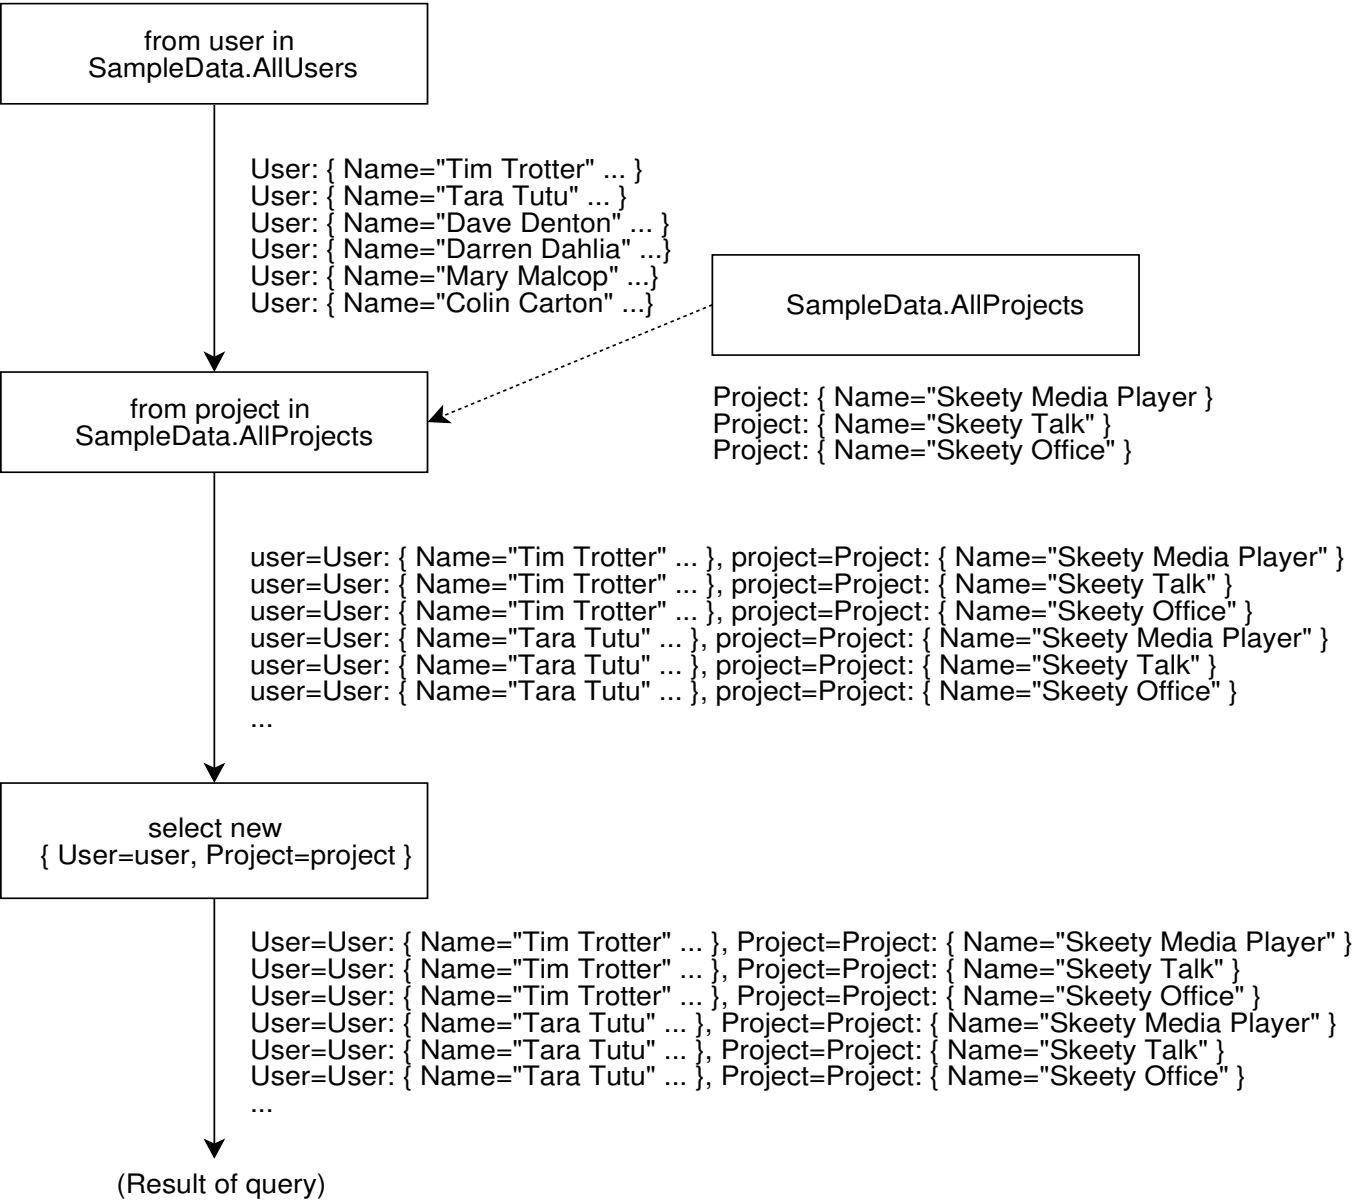 from user in
SampleData.AllUsers
User: { Name="Tim Trotter" ... }
User: { Name="Tara Tutu" ... }
User: { Name="Dave Denton" ... }
User: { Name="Darren Dahlia" ...}
User: { Name="Mary Malcop" ...}
User: { Name="Colin Carton" ...}
SampleData.AllProjects
Project: { Name="Skeety Media Player }
Project: { Name="Skeety Talk" }
Project: { Name="Skeety Office" }
from project in
SampleData.AllProjects
user=User: { Name="Tim Trotter" ... }, project=Project: { Name="Skeety Media Player" }
user=User: { Name="Tim Trotter" ... }, project=Project: { Name="Skeety Talk" }
user=User: { Name="Tim Trotter" ... }, project=Project: { Name="Skeety Office" }
user=User: { Name="Tara Tutu" ... }, project=Project: { Name="Skeety Media Player" }
user=User: { Name="Tara Tutu" ... }, project=Project: { Name="Skeety Talk" }
user=User: { Name="Tara Tutu" ... }, project=Project: { Name="Skeety Office" }
...
select new
{ User=user, Project=project }
User=User: { Name="Tim Trotter" ... }, Project=Project: { Name="Skeety Media Player" }
User=User: { Name="Tim Trotter" ... }, Project=Project: { Name="Skeety Talk" }
User=User: { Name="Tim Trotter" ... }, Project=Project: { Name="Skeety Office" }
User=User: { Name="Tara Tutu" ... }, Project=Project: { Name="Skeety Media Player" }
User=User: { Name="Tara Tutu" ... }, Project=Project: { Name="Skeety Talk" }
User=User: { Name="Tara Tutu" ... }, Project=Project: { Name="Skeety Office" }
...
(Result of query)